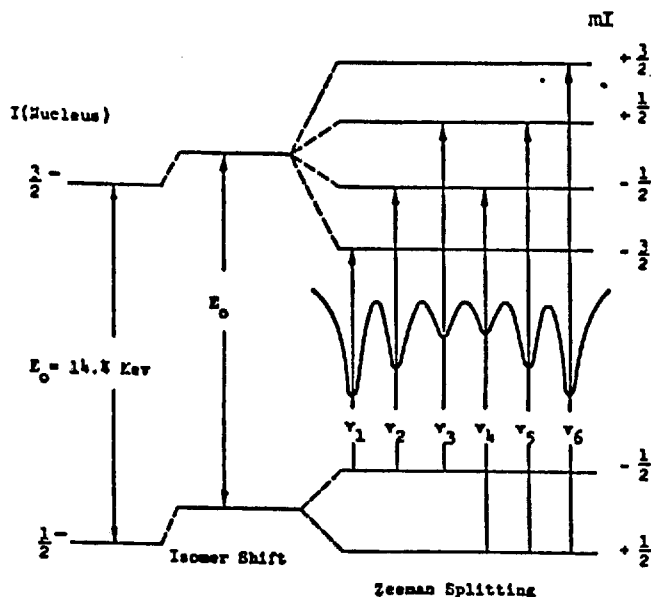 mI
+ 3/2
+ 1/2
I(Nucleus)
3/2 -
- 1/2
- 3/2
E₀
E₀= 14.4 Kev
v₁ v₂ v₃ v₄ v₅ v₆
- 1/2
1/2 -
+ 1/2
Isomer Shift
Zeeman Splitting